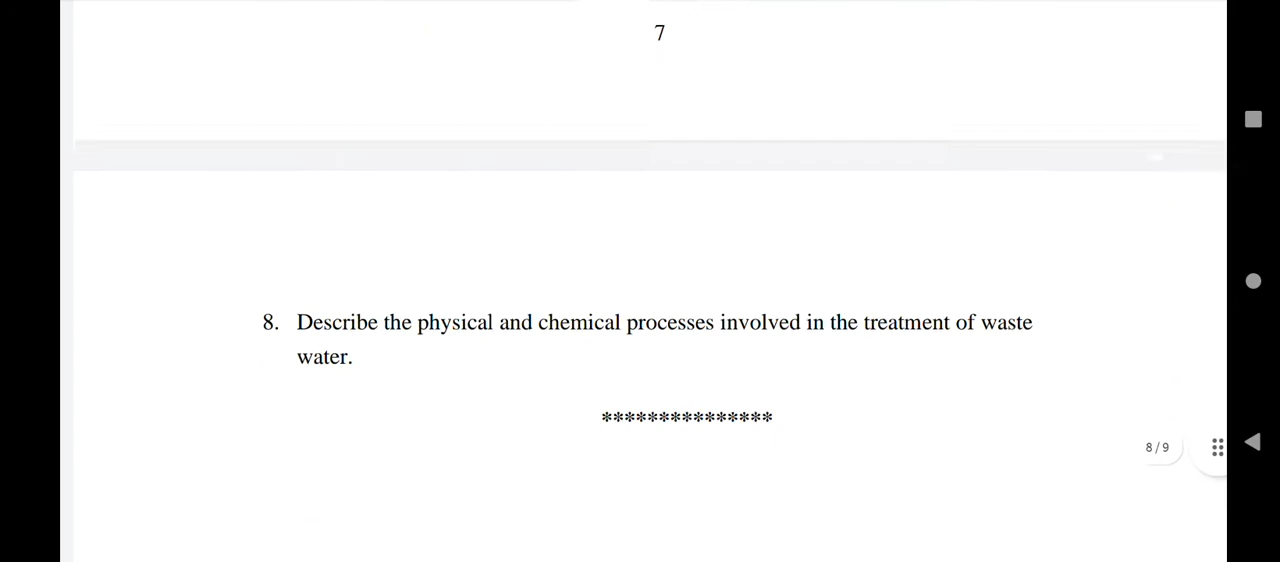 7
8. Describe the physical and chemical processes involved in the treatment of waste
water.
***************
8/9